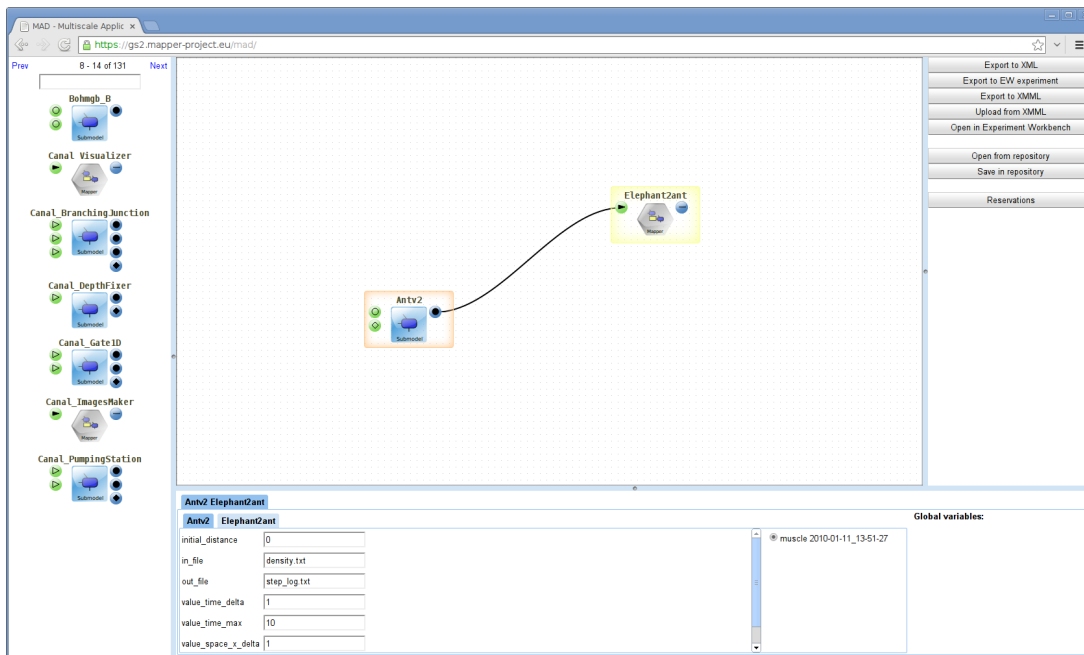 MAD - Multiscale Applic ×
https://gs2.mapper-project.eu/mad/
Prev 8 - 14 of 131 Next
Bohmgb_B
Submodel
Canal Visualizer
Mapper
Canal_BranchingJunction
Submodel
Canal_DepthFixer
Submodel
Canal_Gate1D
Submodel
Canal_ImagesMaker
Mapper
Canal_PumpingStation
Submodel
Elephant2ant
Mapper
Antv2
Submodel
Export to XML
Export to EW experiment
Export to XMML
Upload from XMML
Open in Experiment Workbench
Open from repository
Save in repository
Reservations
Antv2 Elephant2ant
Antv2 Elephant2ant
Global variables:
initial_distance 0
muscle 2010-01-11_13-51-27
in_file density.txt
out_file step_log.txt
value_time_delta 1
value_time_max 10
value_space_x_delta 1